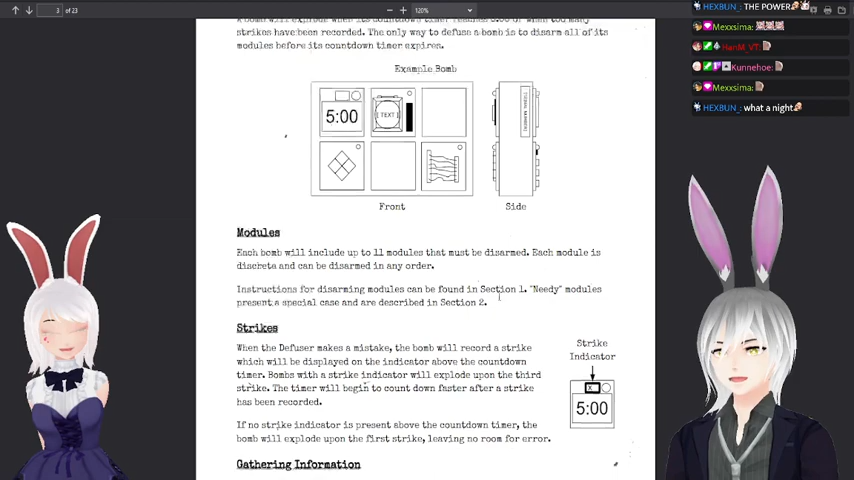 3 of 23
120%
A bomb will explode when its countdown timer reaches 0:00 or when too many
strikes have been recorded. The only way to defuse a bomb is to disarm all of its
modules before its countdown timer expires.
Example Bomb
5:00
TEXT
[SERIAL NUMBER]
Front
Side
Modules
Each bomb will include up to 11 modules that must be disarmed. Each module is
discrete and can be disarmed in any order.
Instructions for disarming modules can be found in Section 1. "Needy" modules
present a special case and are described in Section 2.
Strikes
When the Defuser makes a mistake, the bomb will record a strike
which will be displayed on the indicator above the countdown
timer. Bombs with a strike indicator will explode upon the third
strike. The timer will begin to count down faster after a strike
has been recorded.
If no strike indicator is present above the countdown timer, the
bomb will explode upon the first strike, leaving no room for error.
Strike
Indicator
X
5:00
Gathering Information
HEXBUN_: THE POWER
Mexxsima:
HanM_VT:
Kunnehoe:
Mexxsima:
HEXBUN_: what a night